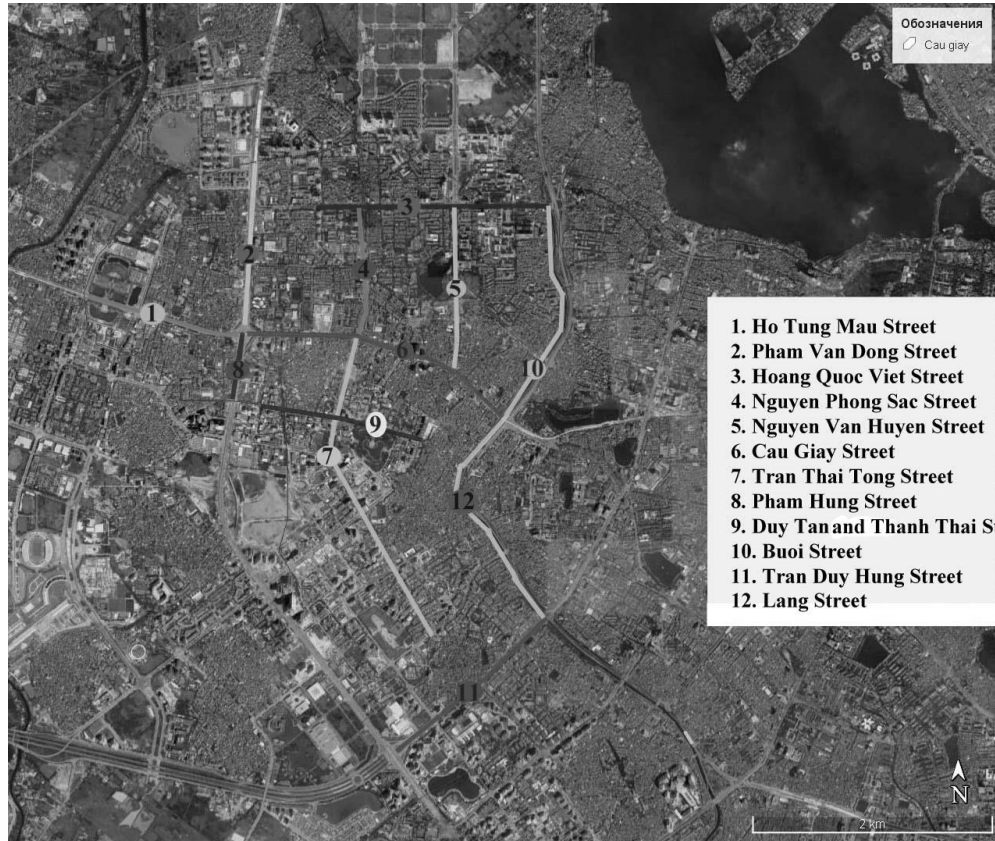 Обозначения
Cau giay
3
2
4
5
1
6
10
8
9
7
12
11
1. Ho Tung Mau Street
2. Pham Van Dong Street
3. Hoang Quoc Viet Street
4. Nguyen Phong Sac Street
5. Nguyen Van Huyen Street
6. Cau Giay Street
7. Tran Thai Tong Street
8. Pham Hung Street
9. Duy Tan and Thanh Thai S
10. Buoi Street
11. Tran Duy Hung Street
12. Lang Street
N
2 km